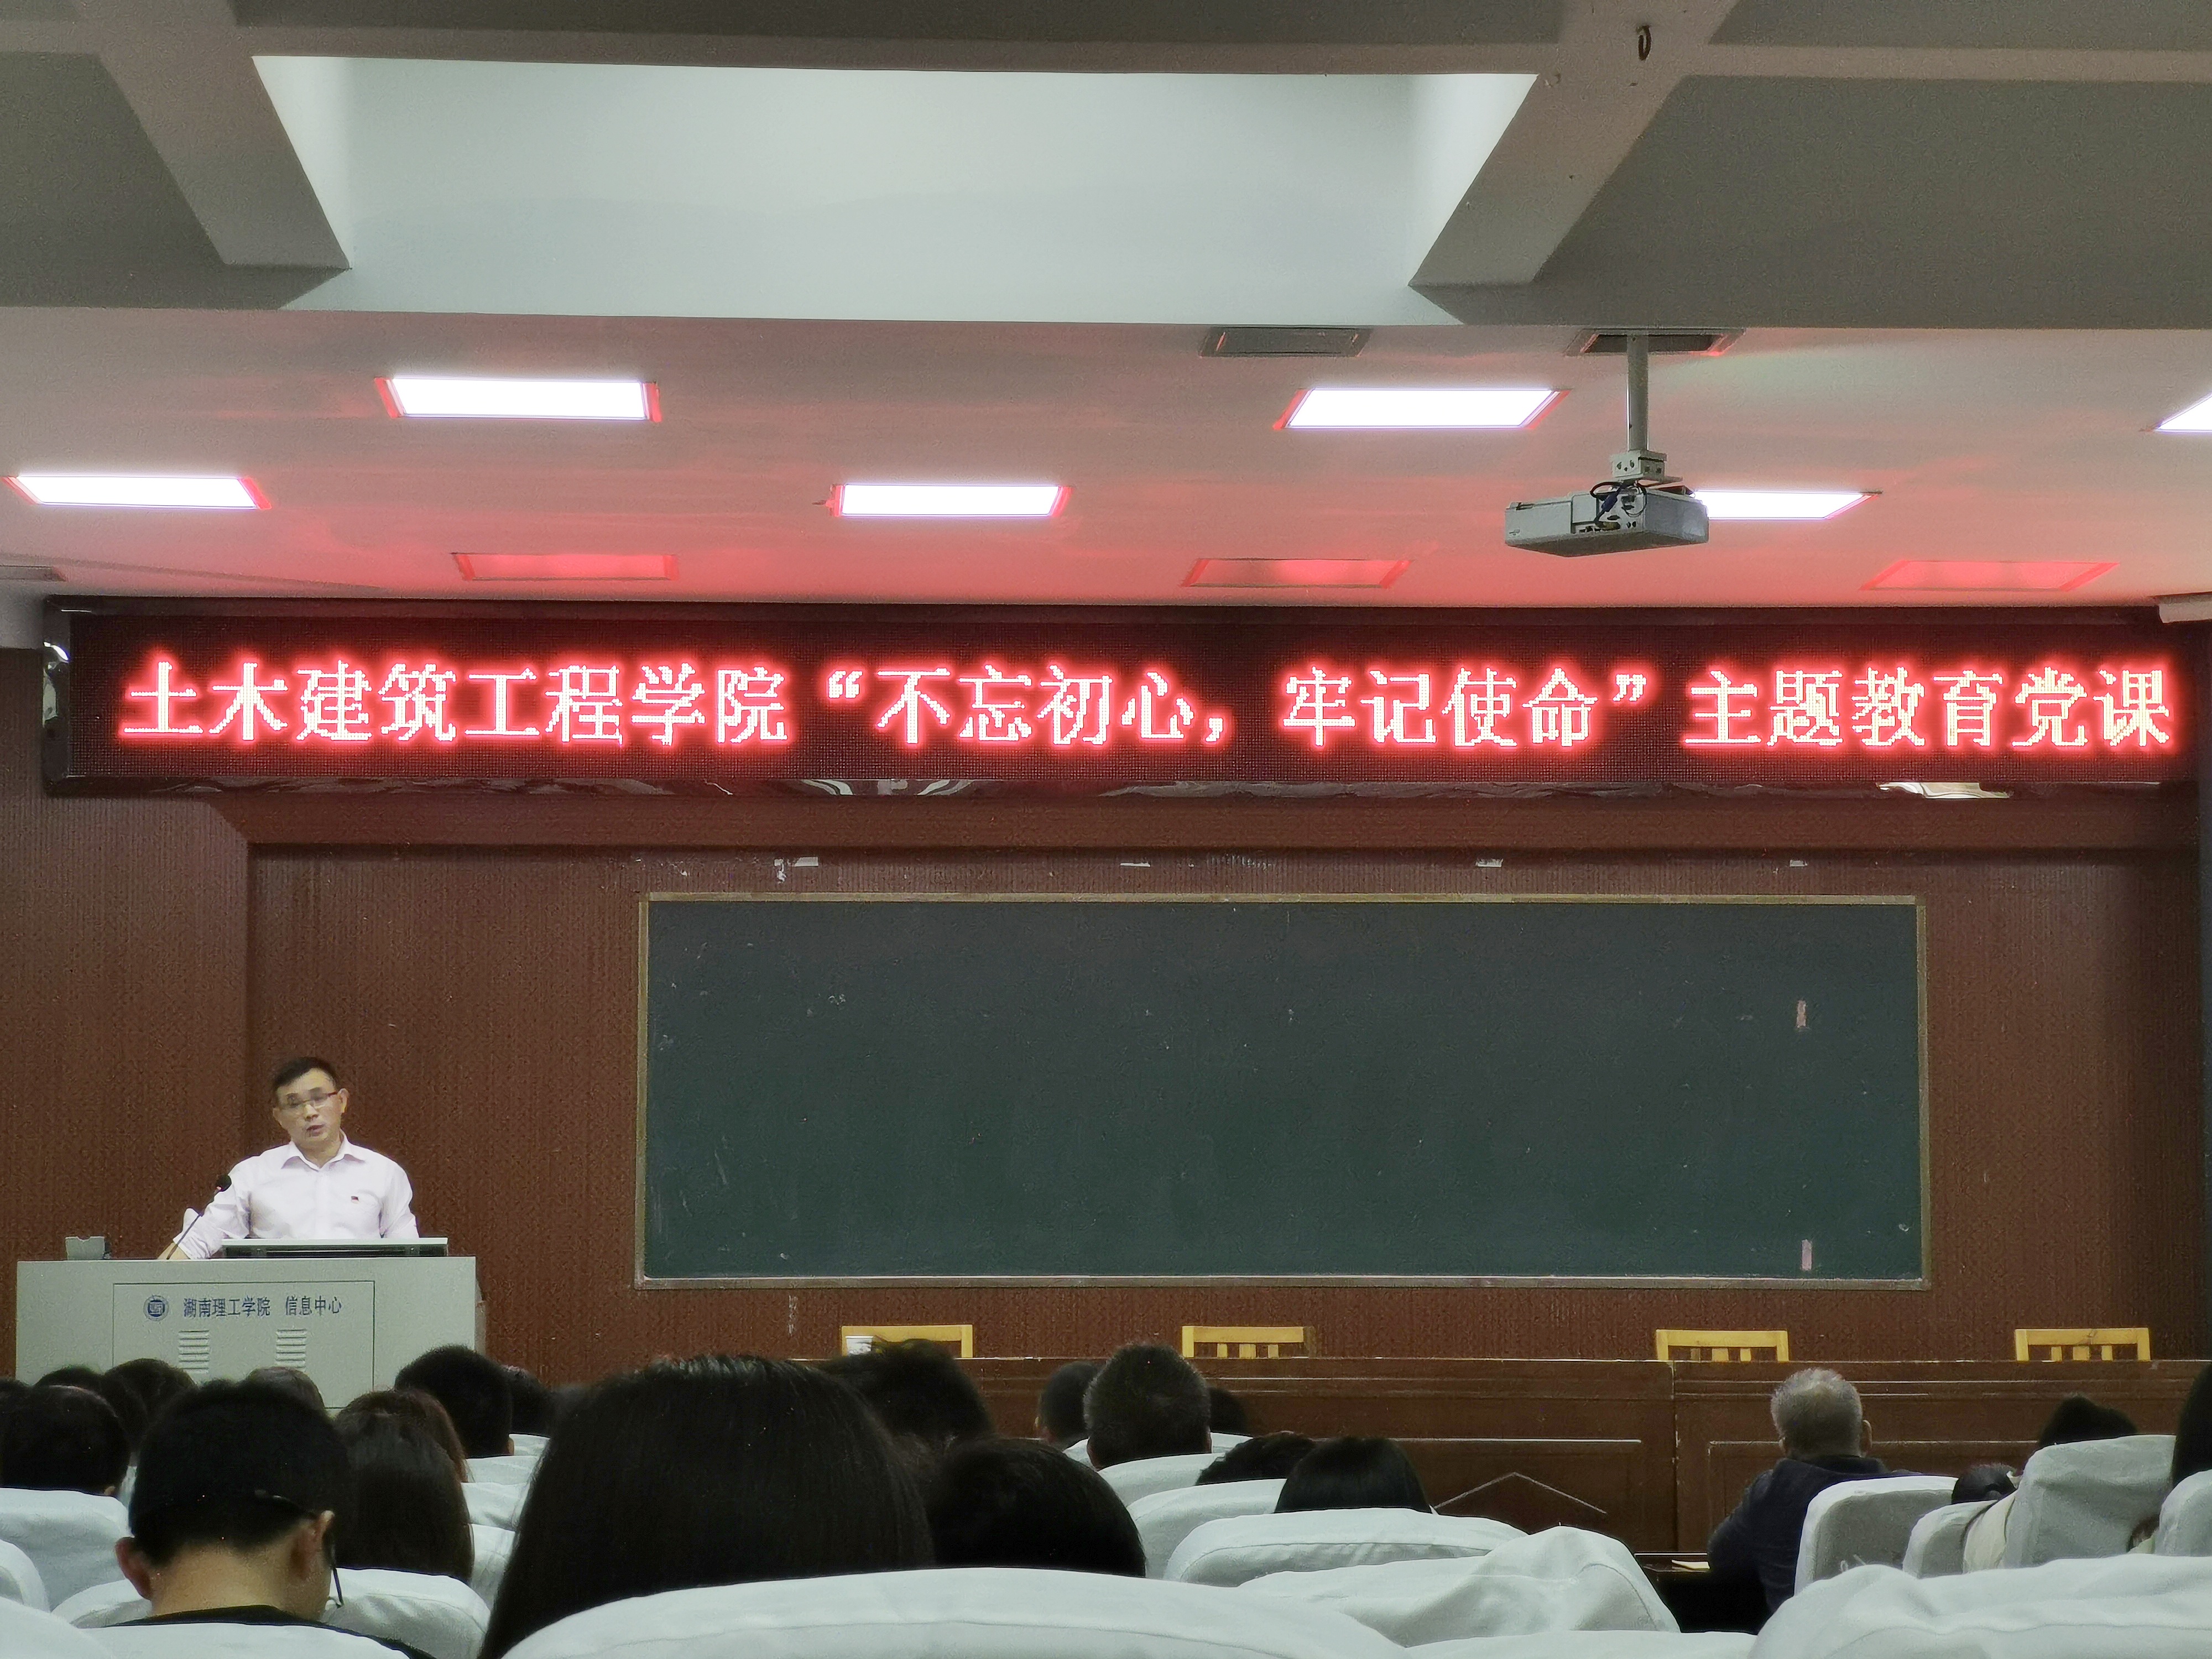 土木建筑工程学院“不忘初心，牢记使命”主题教育党课
湖南理工学院 信息中心